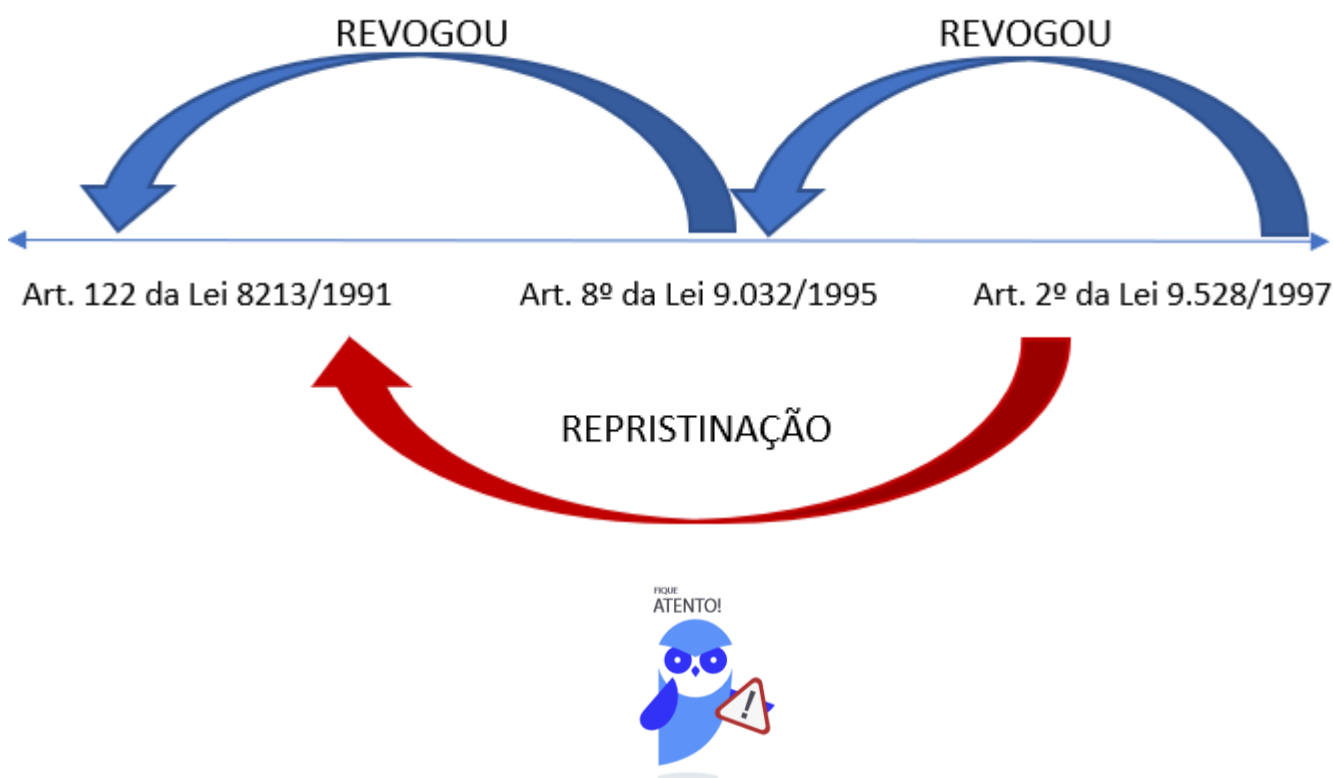 REVOGOU
REVOGOU
Art. 122 da Lei 8213/1991
Art. 8º da Lei 9.032/1995
Art. 2º da Lei 9.528/1997
REPRISTINAÇÃO
FIQUE
ATENTO!
!